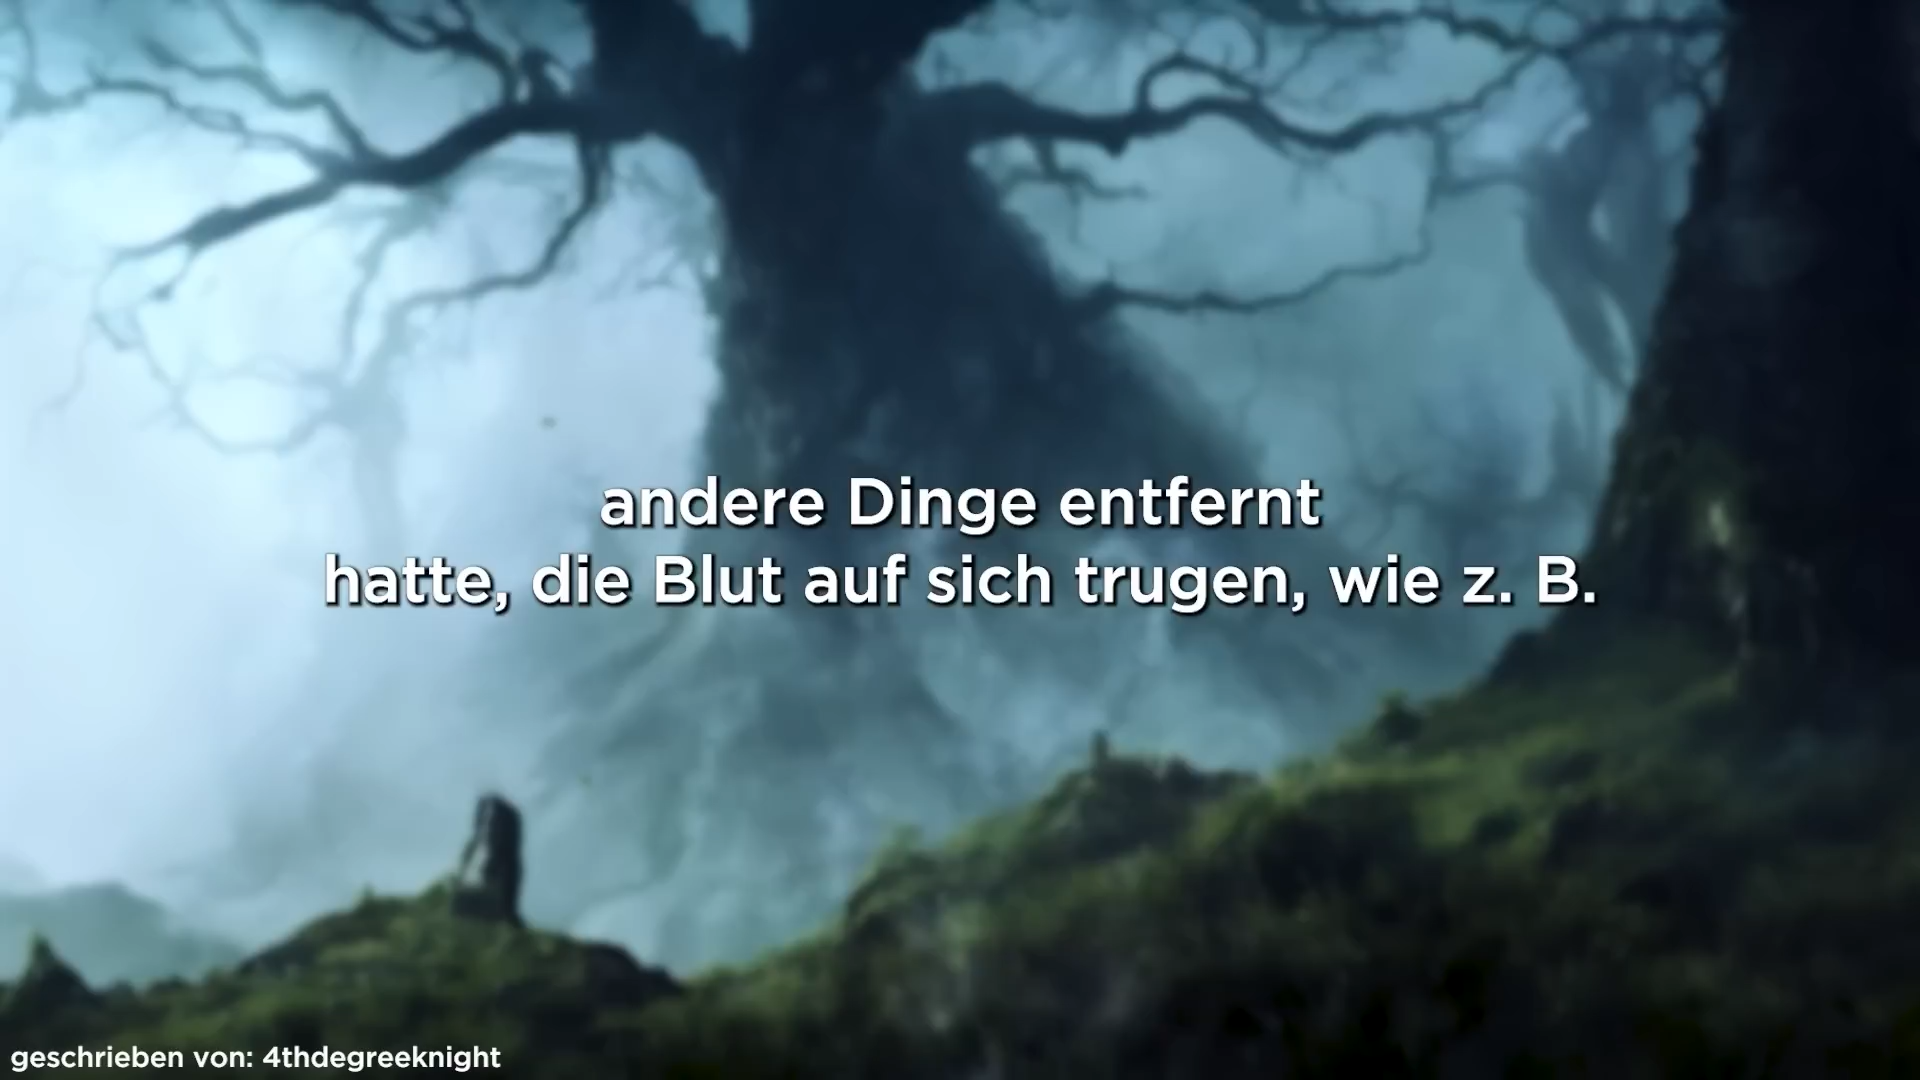 andere Dinge entfernt
hatte, die Blut auf sich trugen, wie z. B.
geschrieben von: 4thdegreeknight